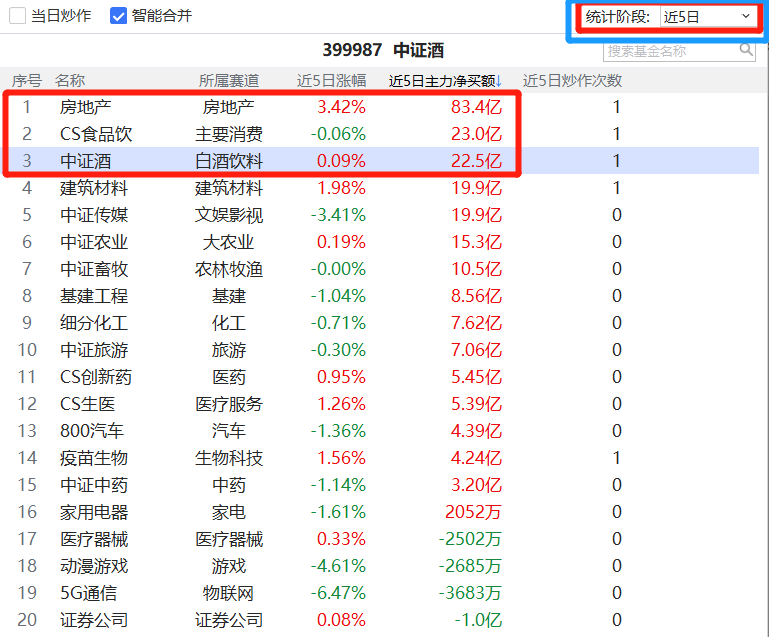 当日炒作 智能合并 统计阶段: 近5日
399987 中证酒 搜索基金名称
序号 名称 所属赛道 近5日涨幅 近5日主力净买额↓ 近5日炒作次数
1 房地产 房地产 3.42% 83.4亿 1
2 CS食品饮 主要消费 -0.06% 23.0亿 1
3 中证酒 白酒饮料 0.09% 22.5亿 1
4 建筑材料 建筑材料 1.98% 19.9亿 1
5 中证传媒 文娱影视 -3.41% 19.9亿 0
6 中证农业 大农业 0.19% 15.3亿 0
7 中证畜牧 农林牧渔 -0.00% 10.5亿 0
8 基建工程 基建 -1.04% 8.56亿 0
9 细分化工 化工 -0.71% 7.62亿 0
10 中证旅游 旅游 -0.30% 7.06亿 0
11 CS创新药 医药 0.95% 5.45亿 0
12 CS生医 医疗服务 1.26% 5.39亿 0
13 800汽车 汽车 -1.36% 4.39亿 0
14 疫苗生物 生物科技 1.56% 4.24亿 1
15 中证中药 中药 -1.14% 3.20亿 0
16 家用电器 家电 -1.61% 2052万 0
17 医疗器械 医疗器械 0.33% -2502万 0
18 动漫游戏 游戏 -4.61% -2685万 0
19 5G通信 物联网 -6.47% -3683万 0
20 证券公司 证券公司 0.08% -1.0亿 0